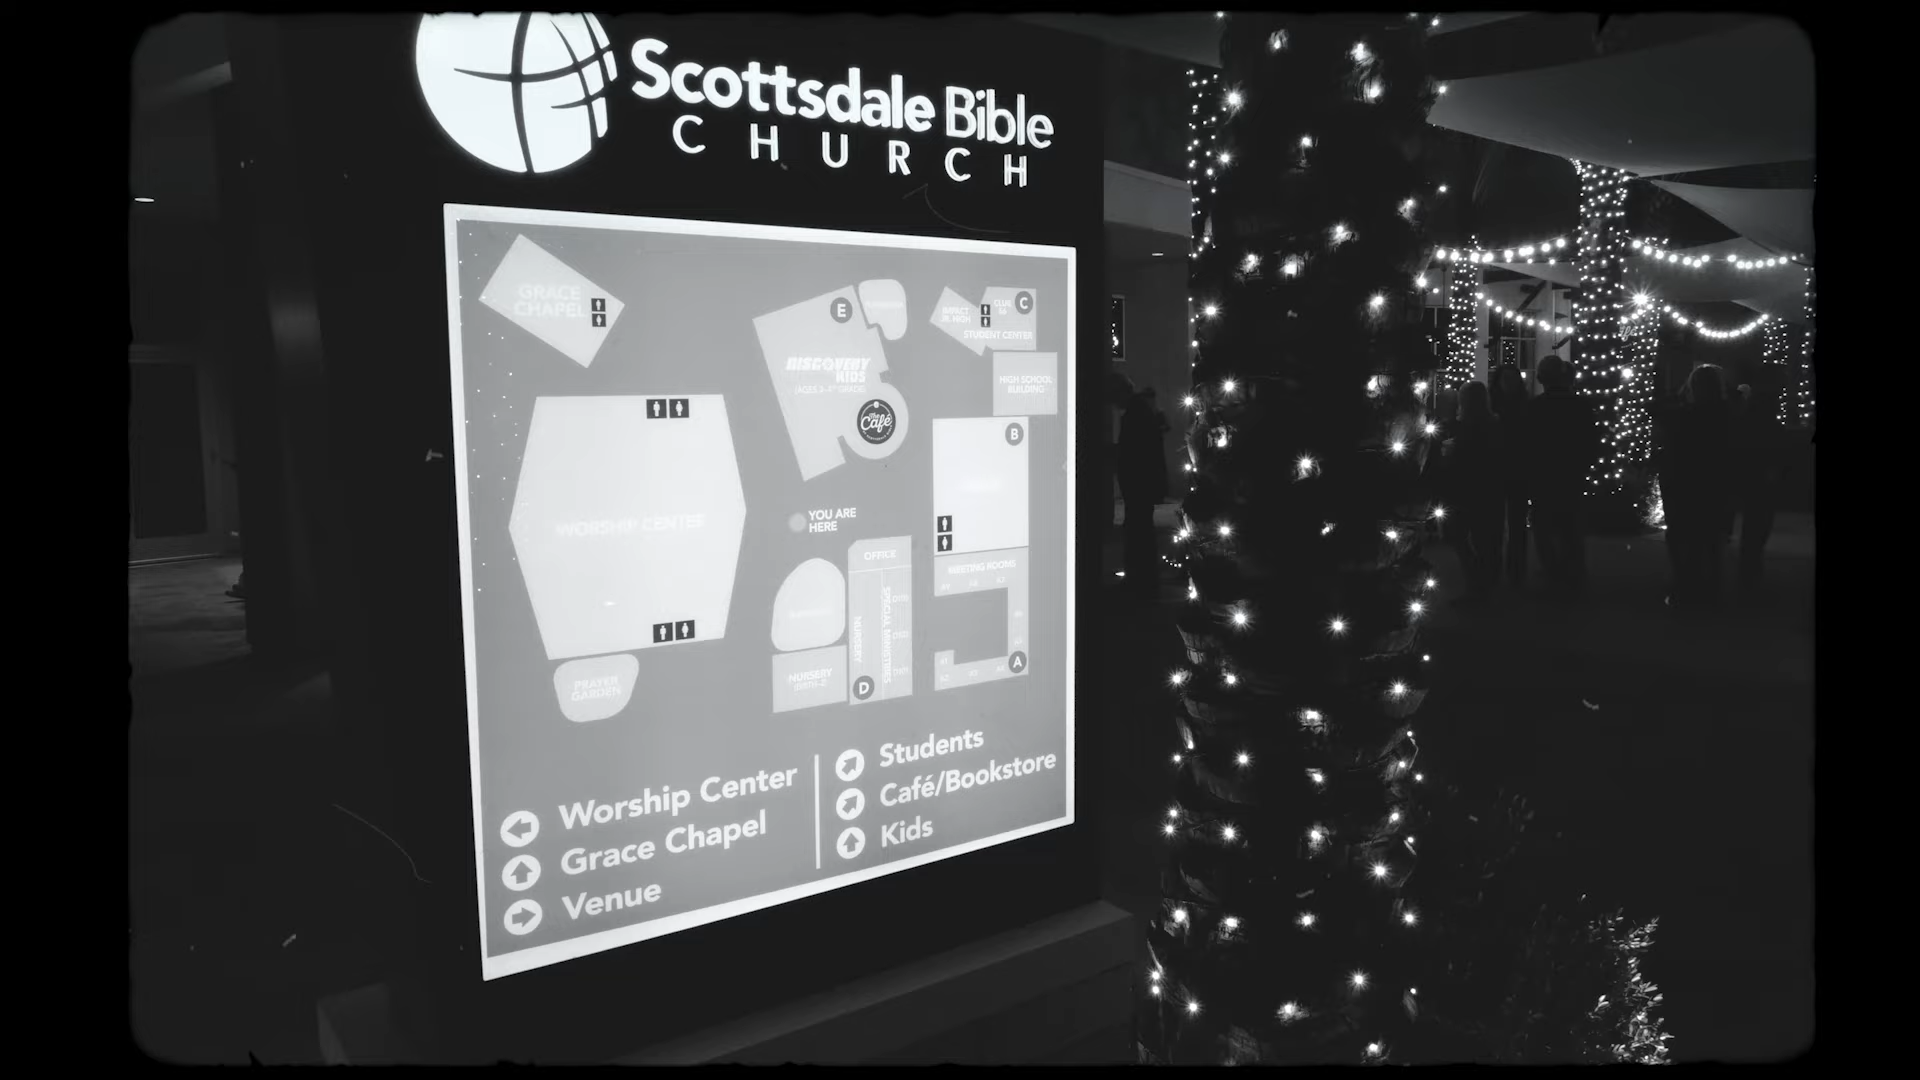 Scottsdale Bible
CHURCH
GRACE
CHAPEL
E
C
IMPACT
JR. HIGH
CLUB
56
STUDENT CENTER
DISCOVERY
KIDS
HIGH SCHOOL
BUILDING
The
Café
B
WORSHIP CENTER
YOU ARE
HERE
OFFICE
MEETING ROOMS
NURSERY
SPECIAL MINISTRIES
NURSERY
A
D
PRAYER
GARDEN
Worship Center
Grace Chapel
Venue
Students
Café/Bookstore
Kids